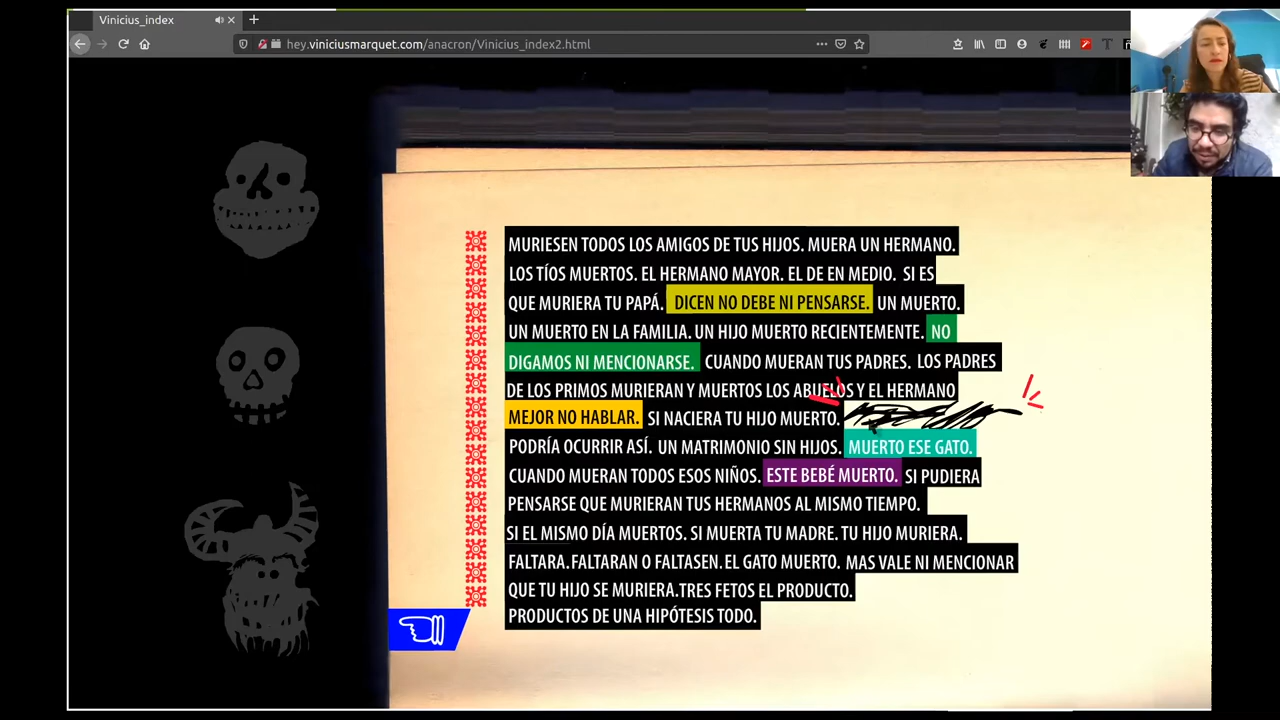 Vinicius_index
hey.viniciusmarquet.com/anacron/Vinicius_index2.html
MURIESEN TODOS LOS AMIGOS DE TUS HIJOS. MUERA UN HERMANO.
LOS TÍOS MUERTOS. EL HERMANO MAYOR. EL DE EN MEDIO. SI ES
QUE MURIERA TU PAPÁ. DICEN NO DEBE NI PENSARSE. UN MUERTO.
UN MUERTO EN LA FAMILIA. UN HIJO MUERTO RECIENTEMENTE. NO
DIGAMOS NI MENCIONARSE. CUANDO MUERAN TUS PADRES. LOS PADRES
DE LOS PRIMOS MURIERAN Y MUERTOS LOS ABUELOS Y EL HERMANO
MEJOR NO HABLAR. SI NACIERA TU HIJO MUERTO.
PODRÍA OCURRIR ASÍ. UN MATRIMONIO SIN HIJOS. MUERTO ESE GATO.
CUANDO MUERAN TODOS ESOS NIÑOS. ESTE BEBÉ MUERTO. SI PUDIERA
PENSARSE QUE MURIERAN TUS HERMANOS AL MISMO TIEMPO.
SI EL MISMO DÍA MUERTOS. SI MUERTA TU MADRE. TU HIJO MURIERA.
FALTARA. FALTARAN O FALTASEN. EL GATO MUERTO. MAS VALE NI MENCIONAR
QUE TU HIJO SE MURIERA. TRES FETOS EL PRODUCTO.
PRODUCTOS DE UNA HIPÓTESIS TODO.